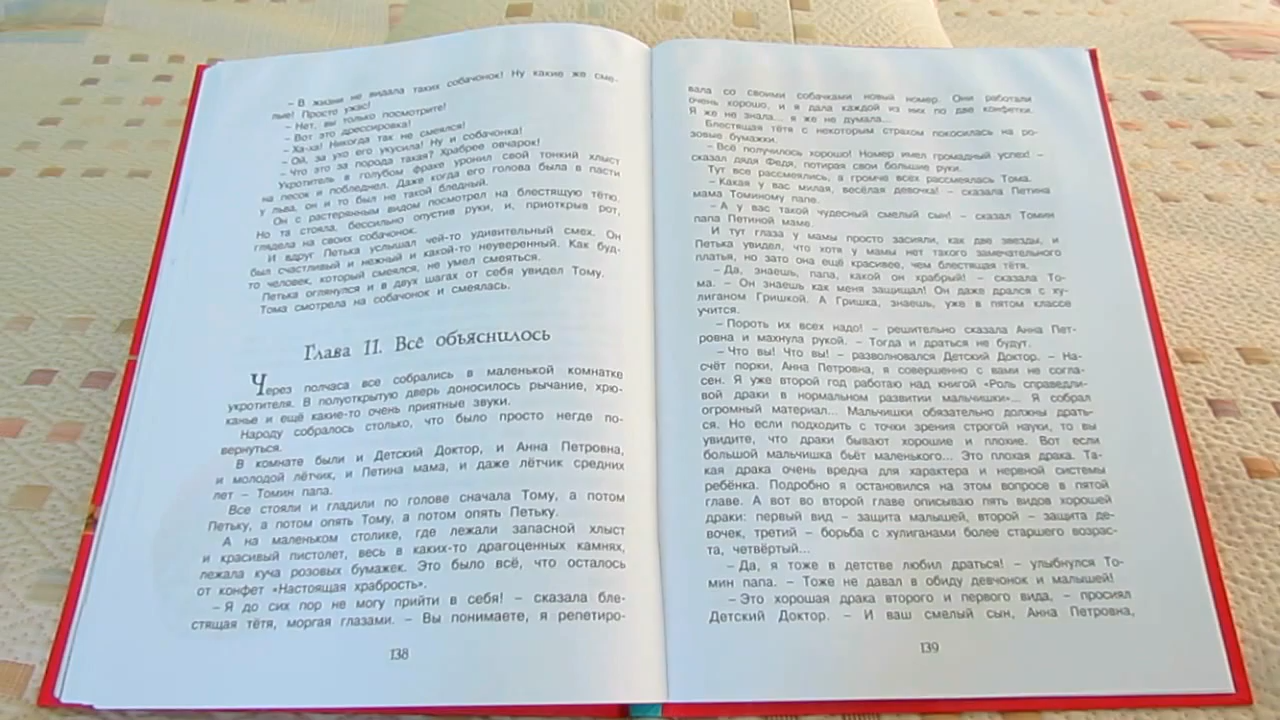 – В жизни не видала таких собачонок! Ну какие же сме-
лые! Просто ужас!
– Нет, вы только посмотрите!
– Вот это дрессировка!
– Ха-ха! Никогда так не смеялся!
– Ой, за ухо его укусила! Ну и собачонка!
– Что это за порода такая? Храбрее овчарок!
Укротитель в голубом фраке уронил свой тонкий хлыст
на песок и побледнел. Даже когда его голова была в пасти
у льва, он и то был не такой бледный.
Он с растерянным видом посмотрел на блестящую тётю.
Но та стояла, бессильно опустив руки, и, приоткрыв рот,
глядела на своих собачонок.
И вдруг Петька услышал чей-то удивительный смех. Он
был счастливый и нежный и какой-то неуверенный. Как буд-
то человек, который смеялся, не умел смеяться.
Петька оглянулся и в двух шагах от себя увидел Тому.
Тома смотрела на собачонок и смеялась.
Глава 11. Всё объяснилось
Через полчаса все собрались в маленькой комнатке
укротителя. В полуоткрытую дверь доносилось рычание, хрю-
канье и ещё какие-то очень приятные звуки.
Народу собралось столько, что было просто негде по-
вернуться.
В комнате были и Детский Доктор, и Анна Петровна,
и молодой лётчик, и Петина мама, и даже лётчик средних
лет – Томин папа.
Все стояли и гладили по голове сначала Тому, а потом
Петьку, а потом опять Тому, а потом опять Петьку.
А на маленьком столике, где лежали запасной хлыст
и красивый пистолет, весь в каких-то драгоценных камнях,
лежала куча розовых бумажек. Это было всё, что осталось
от конфет «Настоящая храбрость».
– Я до сих пор не могу прийти в себя! – сказала бле-
стящая тётя, моргая глазами. – Вы понимаете, я репетиро-
138
вала со своими собачками новый номер. Они работали
очень хорошо, и я дала каждой из них по две конфетки.
Я же не знала... я же не думала...
Блестящая тётя с некоторым страхом покосилась на ро-
зовые бумажки.
– Всё получилось хорошо! Номер имел громадный успех! –
сказал дядя Федя, потирая свои большие руки.
Тут все рассмеялись, а громче всех рассмеялась Тома.
– Какая у вас милая, весёлая девочка! – сказала Петина
мама Томиному папе.
– А у вас такой чудесный смелый сын! – сказал Томин
папа Петиной маме.
И тут глаза у мамы просто засияли, как две звезды, и
Петька увидел, что хотя у мамы нет такого замечательного
платья, но зато она ещё красивее, чем блестящая тётя.
– Да, знаешь, папа, какой он храбрый! – сказала То-
ма. – Он знаешь как меня защищал! Он даже дрался с ху-
лиганом Гришкой. А Гришка, знаешь, уже в пятом классе
учится.
– Пороть их всех надо! – решительно сказала Анна Пет-
ровна и махнула рукой. – Тогда и драться не будут.
– Что вы! Что вы! – разволновался Детский Доктор. – На-
счёт порки, Анна Петровна, я совершенно с вами не согла-
сен. Я уже второй год работаю над книгой «Роль справедли-
вой драки в нормальном развитии мальчишки»... Я собрал
огромный материал... Мальчишки обязательно должны драть-
ся. Но если подходить с точки зрения строгой науки, то вы
увидите, что драки бывают хорошие и плохие. Вот если
большой мальчишка бьёт маленького... Это плохая драка. Та-
кая драка очень вредна для характера и нервной системы
ребёнка. Подробно я остановился на этом вопросе в пятой
главе. А вот во второй главе описываю пять видов хорошей
драки: первый вид – защита малышей, второй – защита де-
вочек, третий – борьба с хулиганами более старшего возрас-
та, четвёртый...
– Да, я тоже в детстве любил драться! – улыбнулся То-
мин папа. – Тоже не давал в обиду девчонок и малышей!
– Это хорошая драка второго и первого вида, – просиял
Детский Доктор. – И ваш смелый сын, Анна Петровна,
139